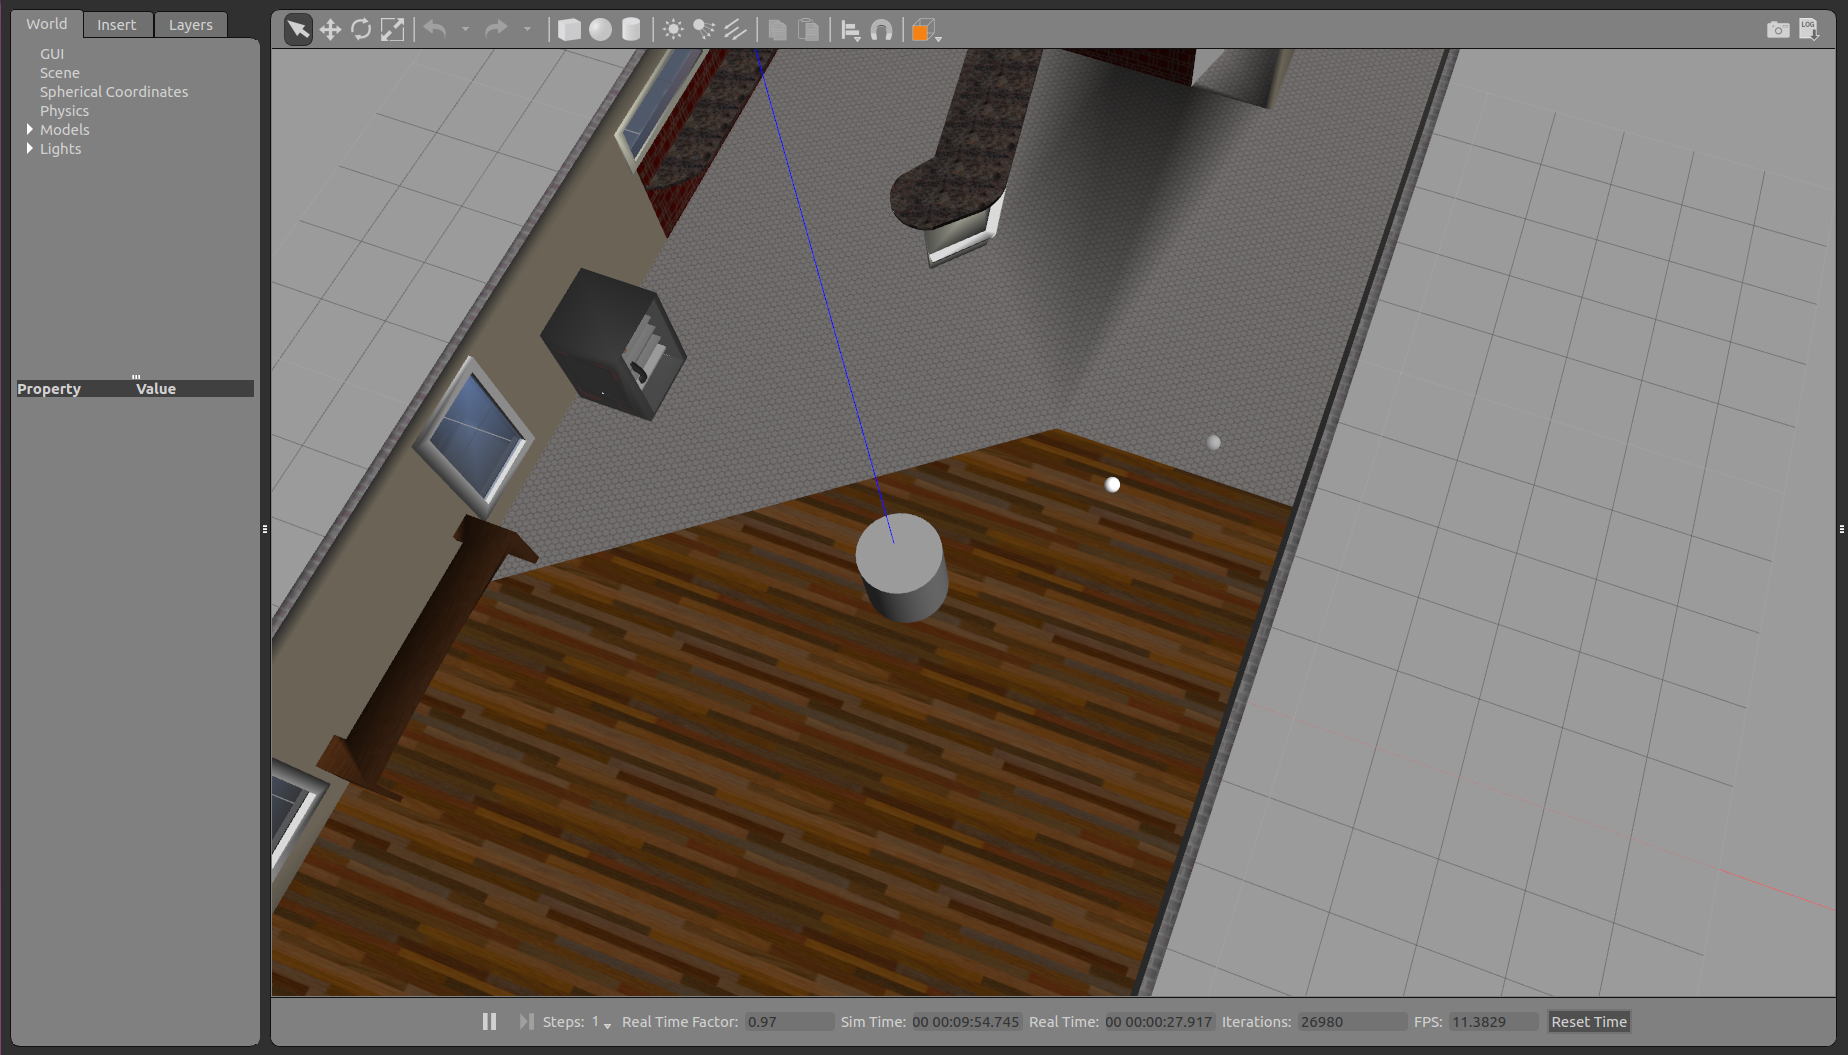 World Insert Layers
GUI
Scene
Spherical Coordinates
Physics
Models
Lights
Property Value
LOG
Steps: 1 Real Time Factor: 0.97 Sim Time: 00 00:09:54.745 Real Time: 00 00:00:27.917 Iterations: 26980 FPS: 11.3829 Reset Time